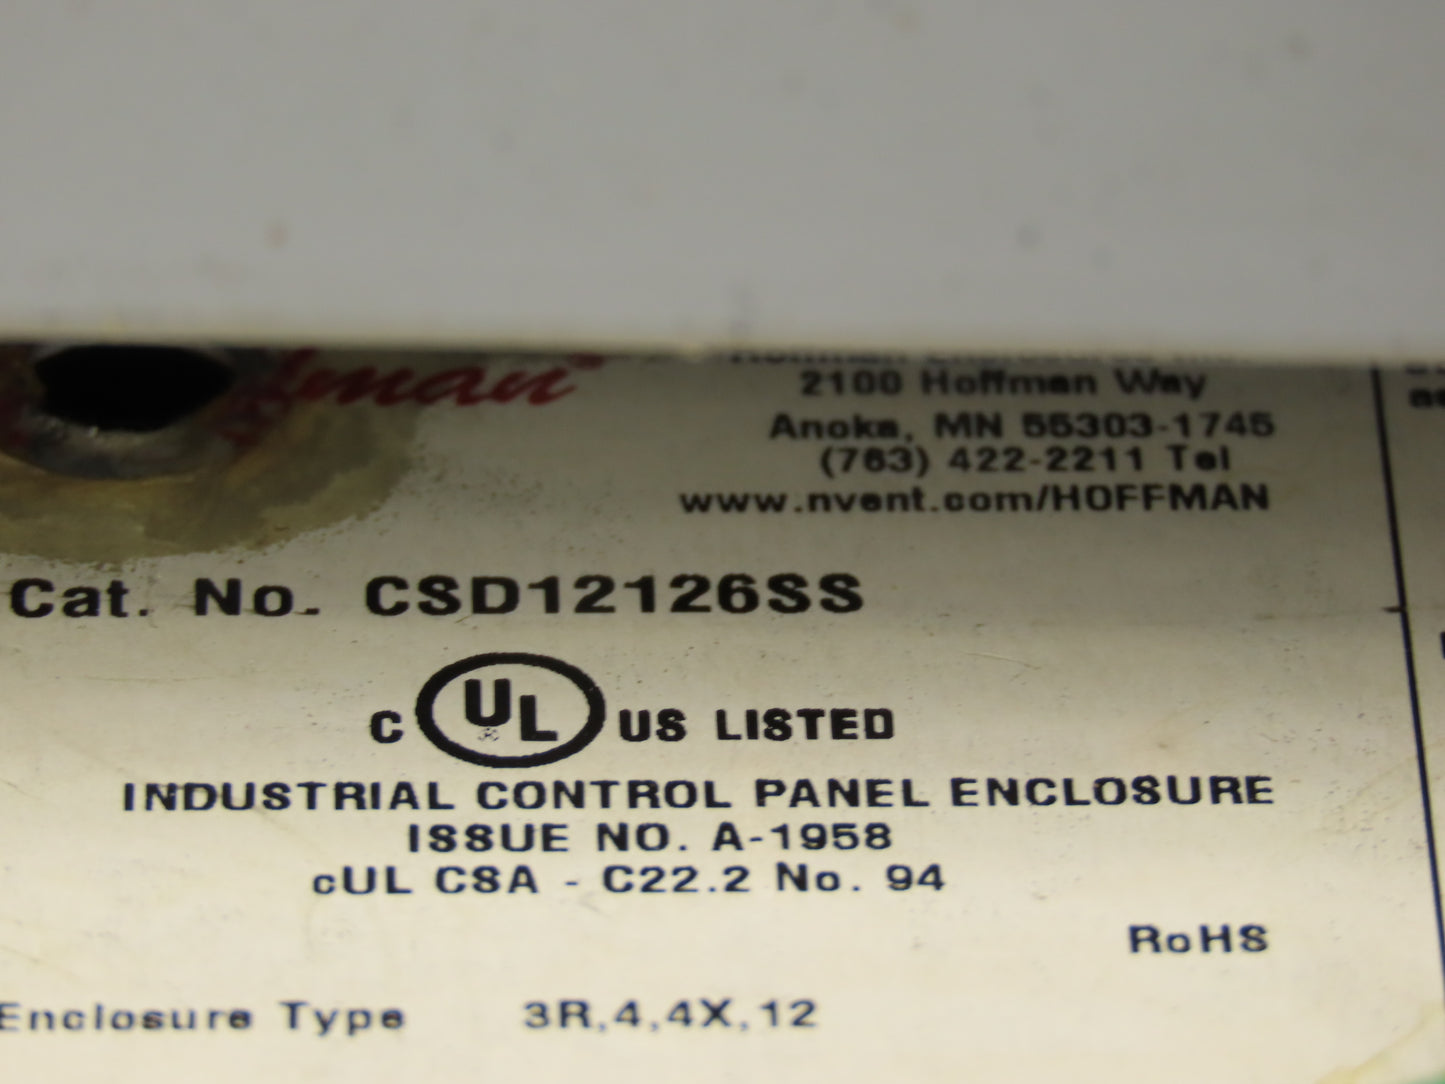 2100 Hoffman Way
Anoka, MN 55303-1745
(763) 422-2211 Tel
www.nvent.com/HOFFMAN
Cat. No. CSD12126SS
C UL ® US LISTED
INDUSTRIAL CONTROL PANEL ENCLOSURE
ISSUE NO. A-1958
cUL CSA - C22.2 No. 94
RoHS
Enclosure Type 3R,4,4X,12